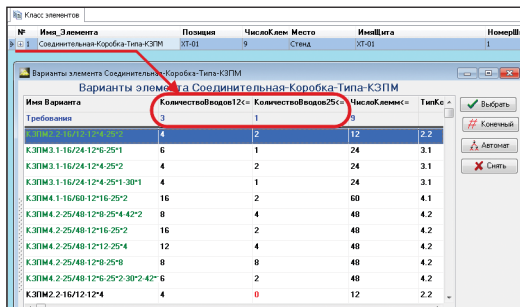 Класс элементов
№ Имя_Элемента Позиция ЧислоКлем Место ИмяЩита НомерШ
1 Соединительная-Коробка-Типа-КЗПМ ХТ-01 9 Стенд ХТ-01 1
Варианты элемента Соединительная-Коробка-Типа-КЗПМ
Варианты элемента Соединительная-Коробка-Типа-КЗПМ
Имя Варианта КоличествоВводов12<= КоличествоВводов25<= ЧислоКлемм<= ТипКо
Требования 3 1 9
КЗПМ2.2-16/12-12*4-25*2 4 2 12 2.2
КЗПМ3.1-16/24-12*6-25*1 6 1 24 3.1
КЗПМ3.1-16/24-12*4-25*2 4 2 24 3.1
КЗПМ3.1-16/24-12*4-25*1-30*1 4 1 24 3.1
КЗПМ4.1-16/60-12*16-25*2 16 2 60 4.1
КЗПМ4.2-25/48-12*8-25*4-42*2 8 4 48 4.2
КЗПМ4.2-25/48-12*16-25*2 16 2 48 4.2
КЗПМ4.2-25/48-12*12-25*4 12 4 48 4.2
КЗПМ4.2-25/48-12*8-25*8 8 8 48 4.2
КЗПМ4.2-25/48-12*6-25*2-30*2-42* 6 2 48 4.2
КЗПМ2.2-16/12-12*4 4 0 12 2.2
Выбрать
Конечный
Автомат
Снять